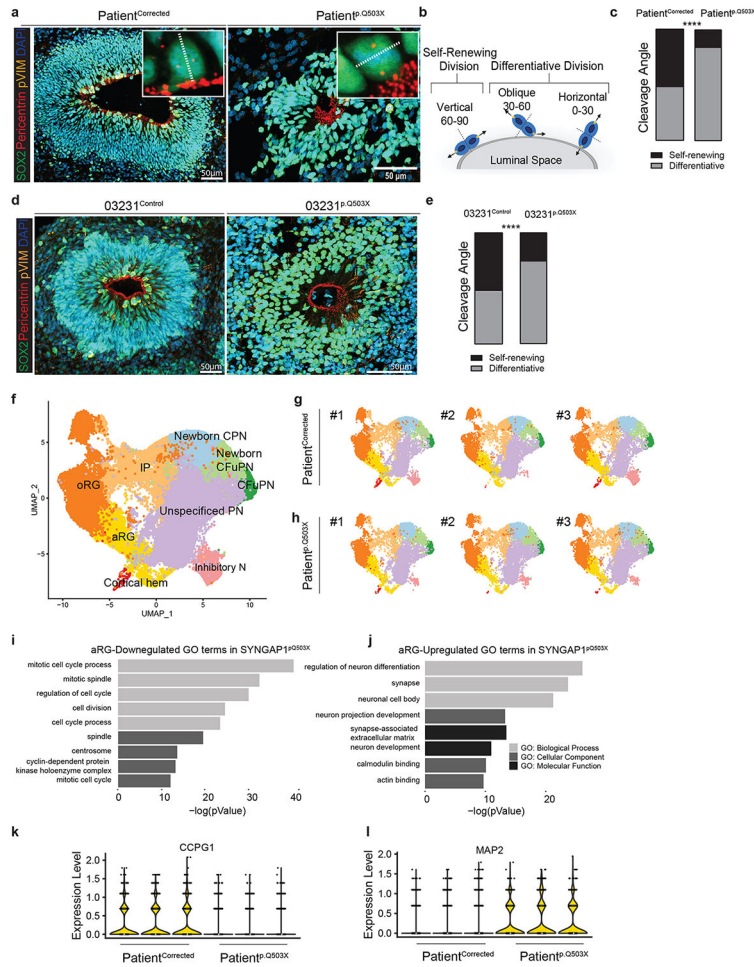 a
Patient^Corrected
Patient^p.Q503X
SOX2 Pericentrin pVIM DAPI
50μm
50 μm
b
Self-Renewing
Division
Differentiative Division
Vertical
60-90
Oblique
30-60
Horizontal
0-30
Luminal Space
c
Patient^Corrected
Patient^p.Q503X
****
Cleavage Angle
Self-renewing
Differentiative
d
03231^Control
03231^p.Q503X
SOX2 Pericentrin pVIM DAPI
50μm
50μm
e
03231^Control
03231^p.Q503X
****
Cleavage Angle
Self-renewing
Differentiative
f
UMAP_2
5
0
−5
Newborn CPN
Newborn
CFuPN
IP
oRG
CFuPN
Unspecificed PN
aRG
Inhibitory N
Cortical hem
−10
−5
0
5
10
UMAP_1
g
Patient^Corrected
#1
#2
#3
h
Patient^p.Q503X
#1
#2
#3
i
aRG-Downegulated GO terms in SYNGAP1^pQ503X
mitotic cell cycle process
mitotic spindle
regulation of cell cycle
cell division
cell cycle process
spindle
centrosome
cyclin-dependent protein
kinase holoenzyme complex
mitotic cell cycle
0
10
20
30
40
−log(pValue)
j
aRG-Upregulated GO terms in SYNGAP1^pQ503X
regulation of neuron differentiation
synapse
neuronal cell body
neuron projection development
synapse-associated
extracellular matrix
neuron development
calmodulin binding
actin binding
GO: Biological Process
GO: Cellular Component
GO: Molecular Function
0
10
20
−log(pValue)
k
CCPG1
Expression Level
2.0
1.5
1.0
0.5
0.0
Patient^Corrected
Patient^p.Q503X
l
MAP2
Expression Level
2.0
1.5
1.0
0.5
0.0
Patient^Corrected
Patient^p.Q503X